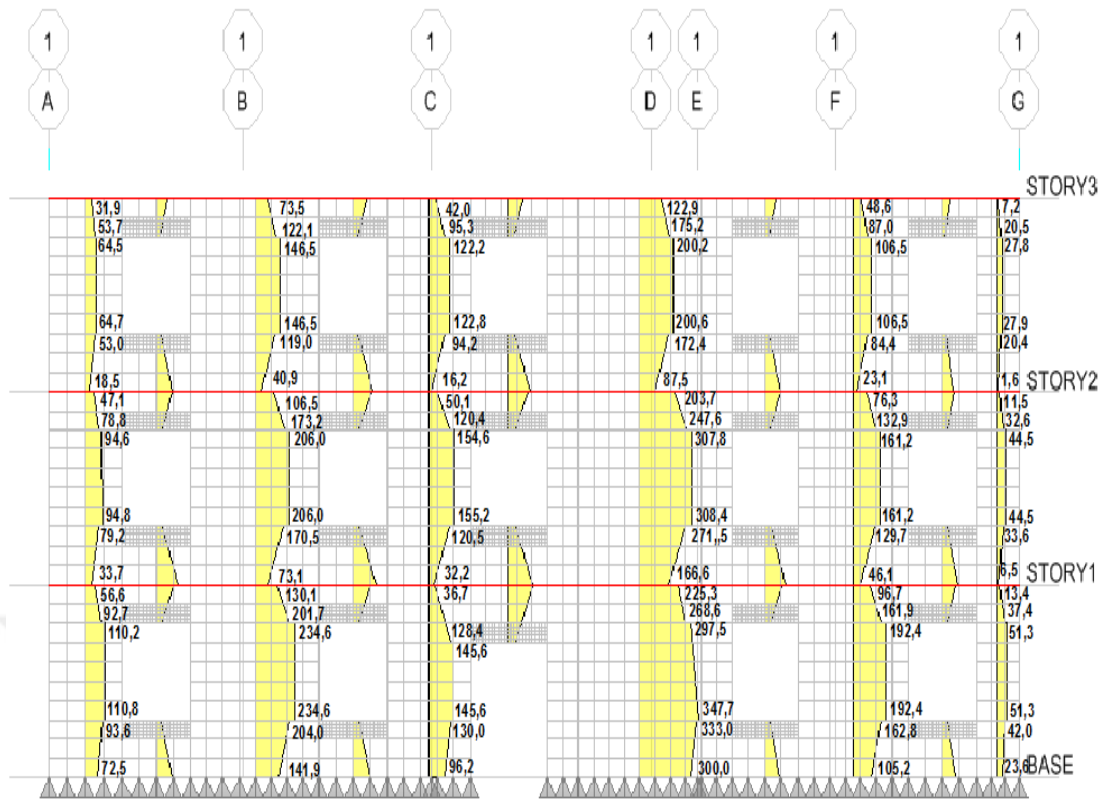 1 1 1 1 1 1 1
A B C D E F G
STORY3
31,9 73,5 42,0 122,9 48,6 7,2
53,7 122,1 95,3 175,2 87,0 20,5
64,5 146,5 122,2 200,2 106,5 27,8
64,7 146,5 122,8 200,6 106,5 27,9
53,0 119,0 94,2 172,4 84,4 20,4
18,5 40,9 16,2 87,5 23,1 1,6 STORY2
47,1 106,5 50,1 203,7 76,3 11,5
78,8 173,2 120,4 247,6 132,9 32,6
94,6 206,0 154,6 307,8 161,2 44,5
94,8 206,0 155,2 308,4 161,2 44,5
79,2 170,5 120,5 271,,5 129,7 33,6
33,7 73,1 32,2 166,6 46,1 6,5 STORY1
56,6 130,1 36,7 225,3 96,7 13,4
92,7 201,7 128,4 268,6 161,9 37,4
110,2 234,6 145,6 297,5 192,4 51,3
110,8 234,6 145,6 347,7 192,4 51,3
93,6 204,0 130,0 333,0 162,8 42,0
72,5 141,9 96,2 300,0 105,2 23,6 BASE